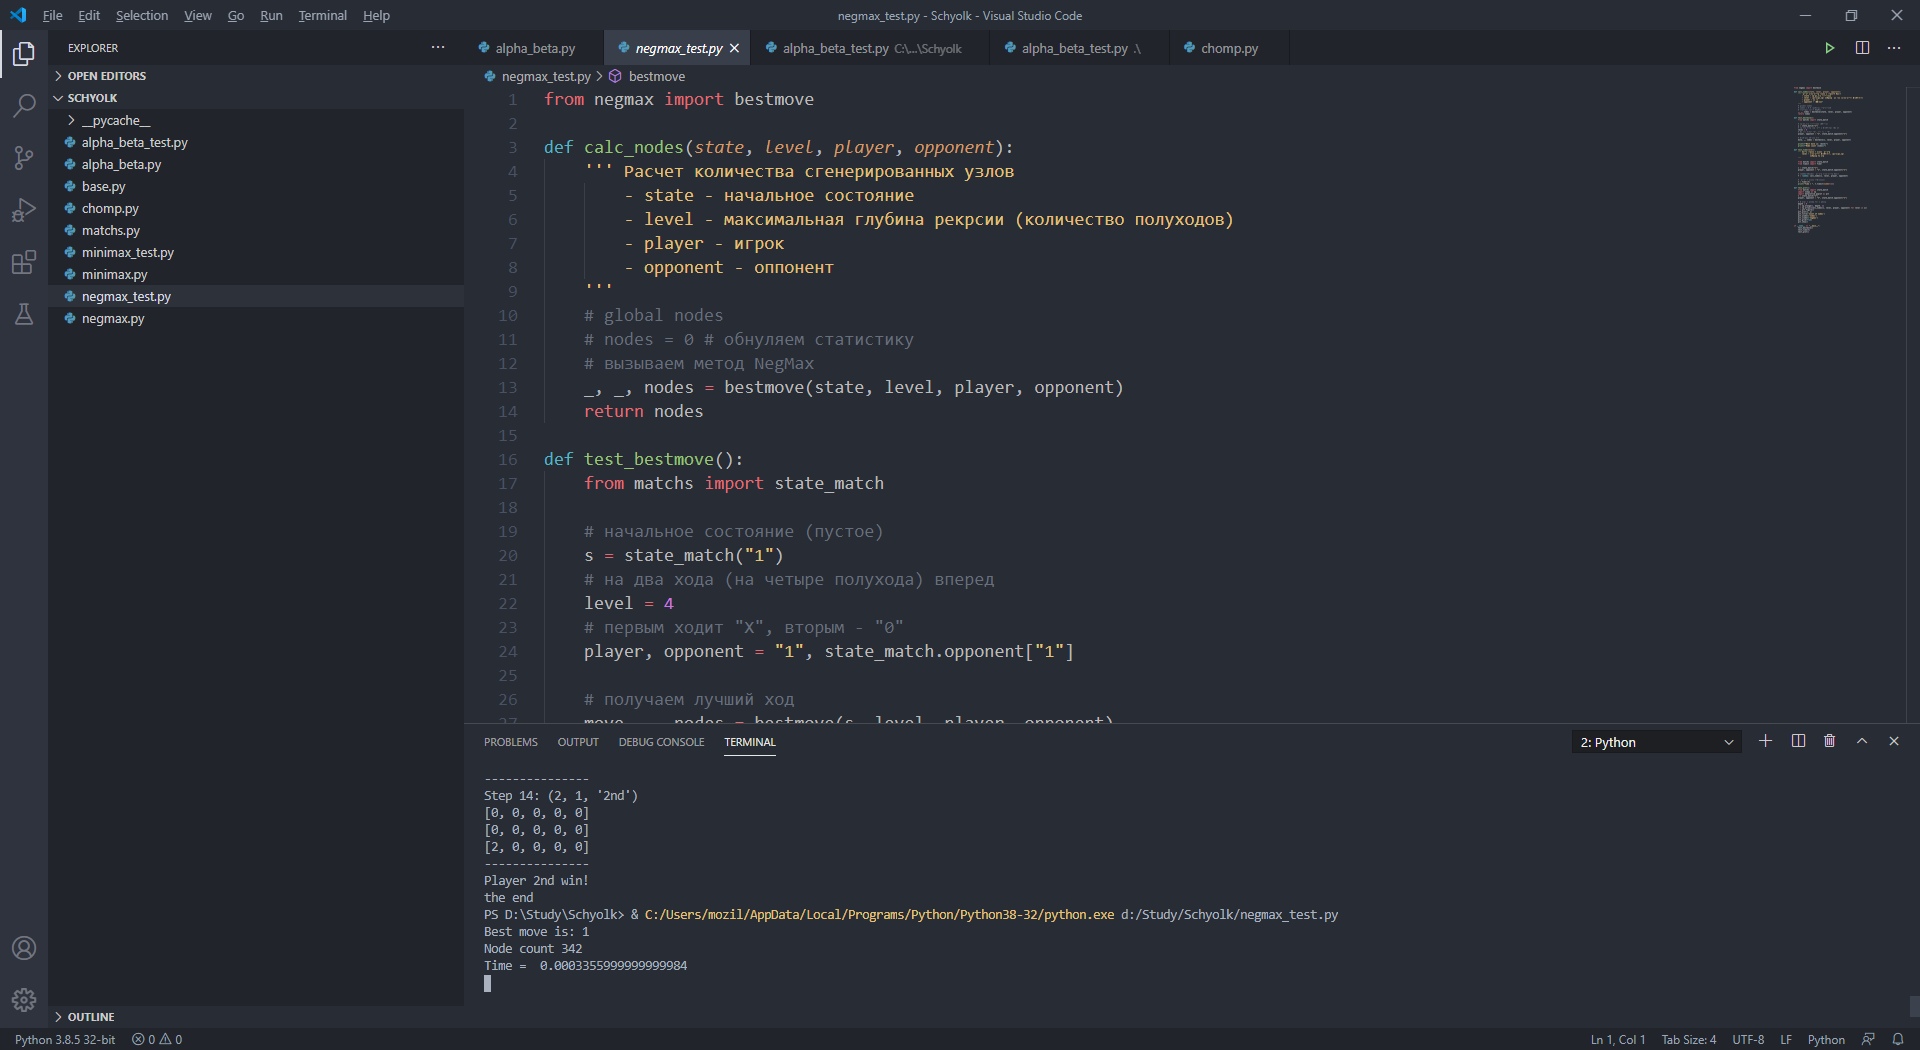 File Edit Selection View Go Run Terminal Help
negmax_test.py - Schyolk - Visual Studio Code
EXPLORER
OPEN EDITORS
SCHYOLK
__pycache__
alpha_beta_test.py
alpha_beta.py
base.py
chomp.py
matchs.py
minimax_test.py
minimax.py
negmax_test.py
negmax.py
OUTLINE
alpha_beta.py negmax_test.py alpha_beta_test.py C:\...\Schyolk alpha_beta_test.py .\ chomp.py
negmax_test.py > bestmove
1 from negmax import bestmove
2
3 def calc_nodes(state, level, player, opponent):
4 ''' Расчет количества сгенерированных узлов
5 - state - начальное состояние
6 - level - максимальная глубина рекрсии (количество полуходов)
7 - player - игрок
8 - opponent - оппонент
9 '''
10 # global nodes
11 # nodes = 0 # обнуляем статистику
12 # вызываем метод NegMax
13 _, _, nodes = bestmove(state, level, player, opponent)
14 return nodes
15
16 def test_bestmove():
17 from matchs import state_match
18
19 # начальное состояние (пустое)
20 s = state_match("1")
21 # на два хода (на четыре полухода) вперед
22 level = 4
23 # первым ходит "X", вторым - "0"
24 player, opponent = "1", state_match.opponent["1"]
25
26 # получаем лучший ход
27 move, _, nodes = bestmove(s, level, player, opponent)
PROBLEMS OUTPUT DEBUG CONSOLE TERMINAL
2: Python
---------------
Step 14: (2, 1, '2nd')
[0, 0, 0, 0, 0]
[0, 0, 0, 0, 0]
[2, 0, 0, 0, 0]
---------------
Player 2nd win!
the end
PS D:\Study\Schyolk> & C:/Users/mozil/AppData/Local/Programs/Python/Python38-32/python.exe d:/Study/Schyolk/negmax_test.py
Best move is: 1
Node count 342
Time =  0.0003355999999999984
Python 3.8.5 32-bit 0 0
Ln 1, Col 1 Tab Size: 4 UTF-8 LF Python